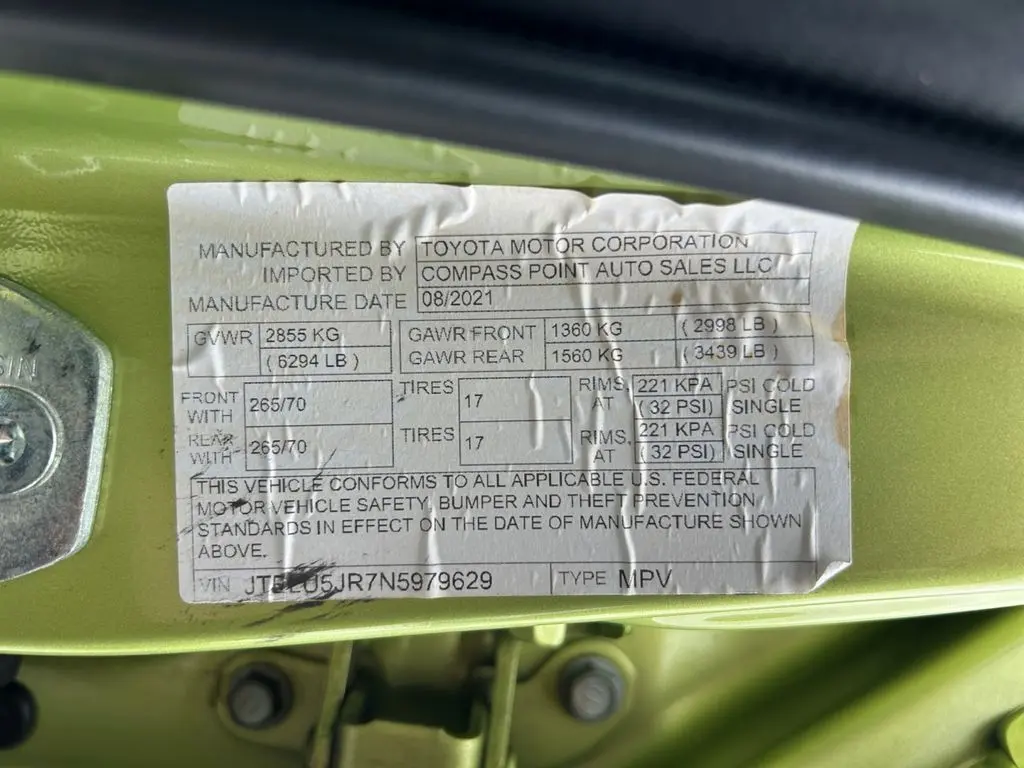 MANUFACTURED BY TOYOTA MOTOR CORPORATION
IMPORTED BY COMPASS POINT AUTO SALES LLC
MANUFACTURE DATE 08/2021
GVWR 2855 KG GAWR FRONT 1360 KG ( 2998 LB )
( 6294 LB ) GAWR REAR 1560 KG ( 3439 LB )
FRONT WITH 265/70 TIRES 17 RIMS, AT 221 KPA ( 32 PSI) PSI COLD SINGLE
REAR WITH 265/70 TIRES 17 RIMS, AT 221 KPA ( 32 PSI) PSI COLD SINGLE
THIS VEHICLE CONFORMS TO ALL APPLICABLE U.S. FEDERAL
MOTOR VEHICLE SAFETY, BUMPER AND THEFT PREVENTION
STANDARDS IN EFFECT ON THE DATE OF MANUFACTURE SHOWN
ABOVE.
VIN TYPE MPV